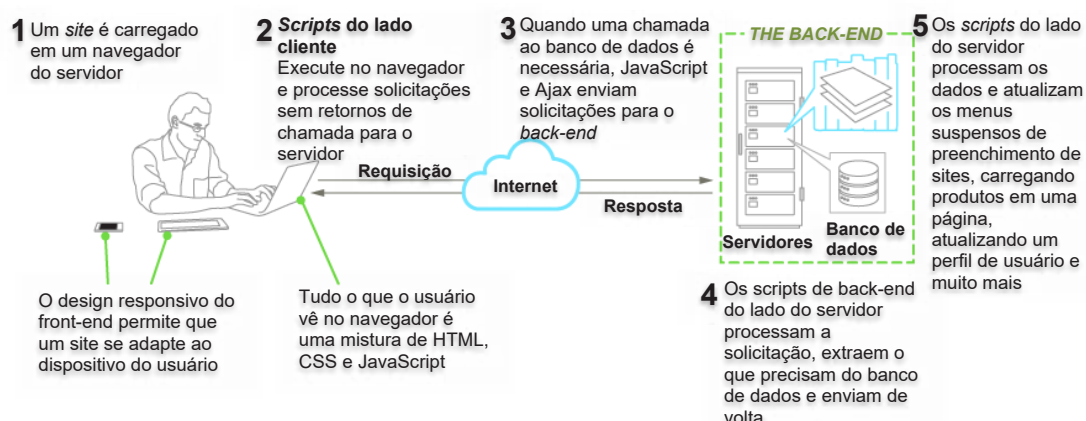 1 Um site é carregado
em um navegador
do servidor
2 Scripts do lado
cliente
Execute no navegador
e processe solicitações
sem retornos de
chamada para o
servidor
3 Quando uma chamada
ao banco de dados é
necessária, JavaScript
e Ajax enviam
solicitações para o
back-end
THE BACK-END
5 Os scripts do lado
do servidor
processam os
dados e atualizam
os menus
suspensos de
preenchimento de
sites, carregando
produtos em uma
página,
atualizando um
perfil de usuário e
muito mais
Requisição
Internet
Resposta
Servidores
Banco de
dados
O design responsivo do
front-end permite que
um site se adapte ao
dispositivo do usuário
Tudo o que o usuário
vê no navegador é
uma mistura de HTML,
CSS e JavaScript
4 Os scripts de back-end
do lado do servidor
processam a
solicitação, extraem o
que precisam do banco
de dados e enviam de
volta